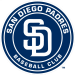 SAN DIEGO PADRES
SD
BASEBALL CLUB